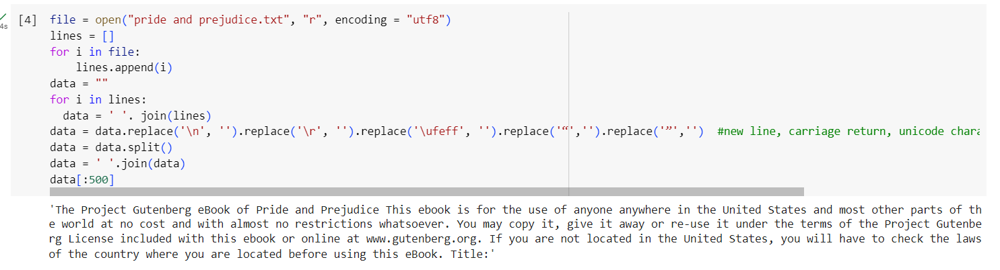 [4] file = open("pride and prejudice.txt", "r", encoding = "utf8")
4s
lines = []
for i in file:
    lines.append(i)
data = ""
for i in lines:
  data = ' '. join(lines)
data = data.replace('\n', '').replace('\r', '').replace('\ufeff', '').replace('“','').replace('”','')  #new line, carriage return, unicode chara
data = data.split()
data = ' '.join(data)
data[:500]
'The Project Gutenberg eBook of Pride and Prejudice This ebook is for the use of anyone anywhere in the United States and most other parts of th
e world at no cost and with almost no restrictions whatsoever. You may copy it, give it away or re-use it under the terms of the Project Gutenbe
rg License included with this ebook or online at www.gutenberg.org. If you are not located in the United States, you will have to check the laws
of the country where you are located before using this eBook. Title:'